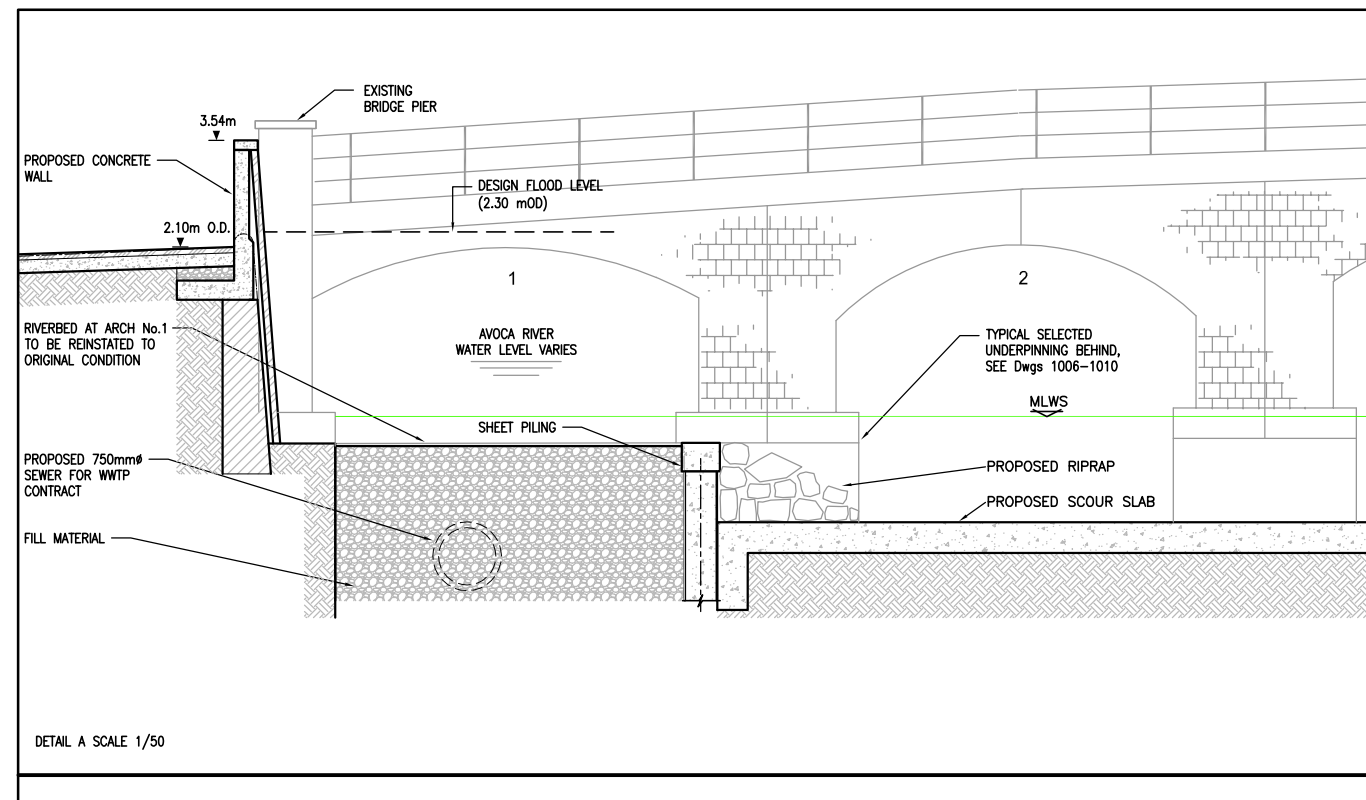 EXISTING
BRIDGE PIER
3.54m
PROPOSED CONCRETE
WALL
DESIGN FLOOD LEVEL
(2.30 mOD)
2.10m O.D.
1
2
RIVERBED AT ARCH No.1
TO BE REINSTATED TO
ORIGINAL CONDITION
AVOCA RIVER
WATER LEVEL VARIES
TYPICAL SELECTED
UNDERPINNING BEHIND,
SEE Dwgs 1006-1010
MLWS
SHEET PILING
PROPOSED 750mmø
SEWER FOR WWTP
CONTRACT
PROPOSED RIPRAP
PROPOSED SCOUR SLAB
FILL MATERIAL
DETAIL A SCALE 1/50